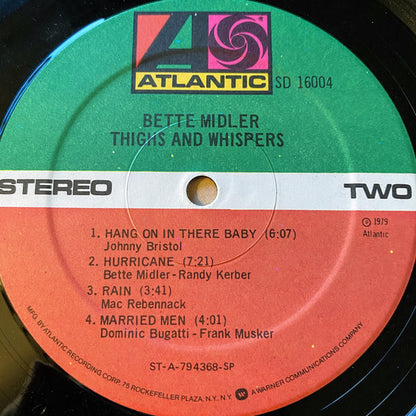 ATLANTIC
SD 16004
BETTE MIDLER
THIGHS AND WHISPERS
STEREO
TWO
℗ 1979
Atlantic
1. HANG ON IN THERE BABY (6:07)
Johnny Bristol
2. HURRICANE (7:21)
Bette Midler - Randy Kerber
3. RAIN (3:41)
Mac Rebennack
4. MARRIED MEN (4:01)
Dominic Bugatti - Frank Musker
ST-A-794368-SP
MFG. BY ATLANTIC RECORDING CORP. 75 ROCKEFELLER PLAZA, N.Y., N.Y. A WARNER COMMUNICATIONS COMPANY